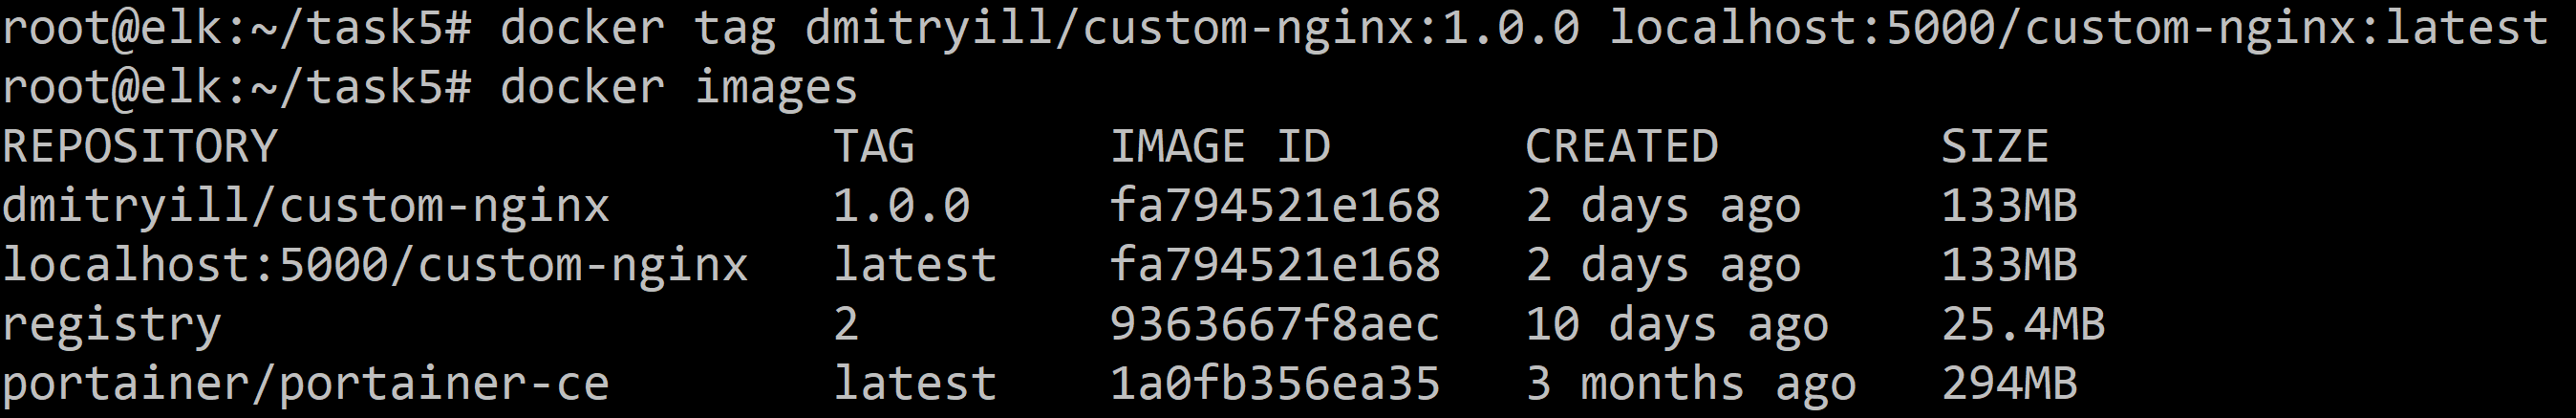 root@elk:~/task5# docker tag dmitryill/custom-nginx:1.0.0 localhost:5000/custom-nginx:latest
root@elk:~/task5# docker images
REPOSITORY                    TAG       IMAGE ID       CREATED        SIZE
dmitryill/custom-nginx        1.0.0     fa794521e168   2 days ago     133MB
localhost:5000/custom-nginx   latest    fa794521e168   2 days ago     133MB
registry                      2         9363667f8aec   10 days ago    25.4MB
portainer/portainer-ce        latest    1a0fb356ea35   3 months ago   294MB